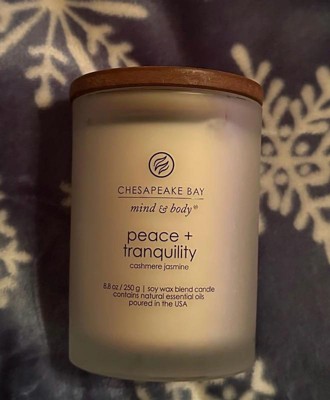 CHESAPEAKE BAY
mind & body®
peace +
tranquility
cashmere jasmine
8.8 oz / 250 g | soy wax blend candle
contains natural essential oils
poured in the USA